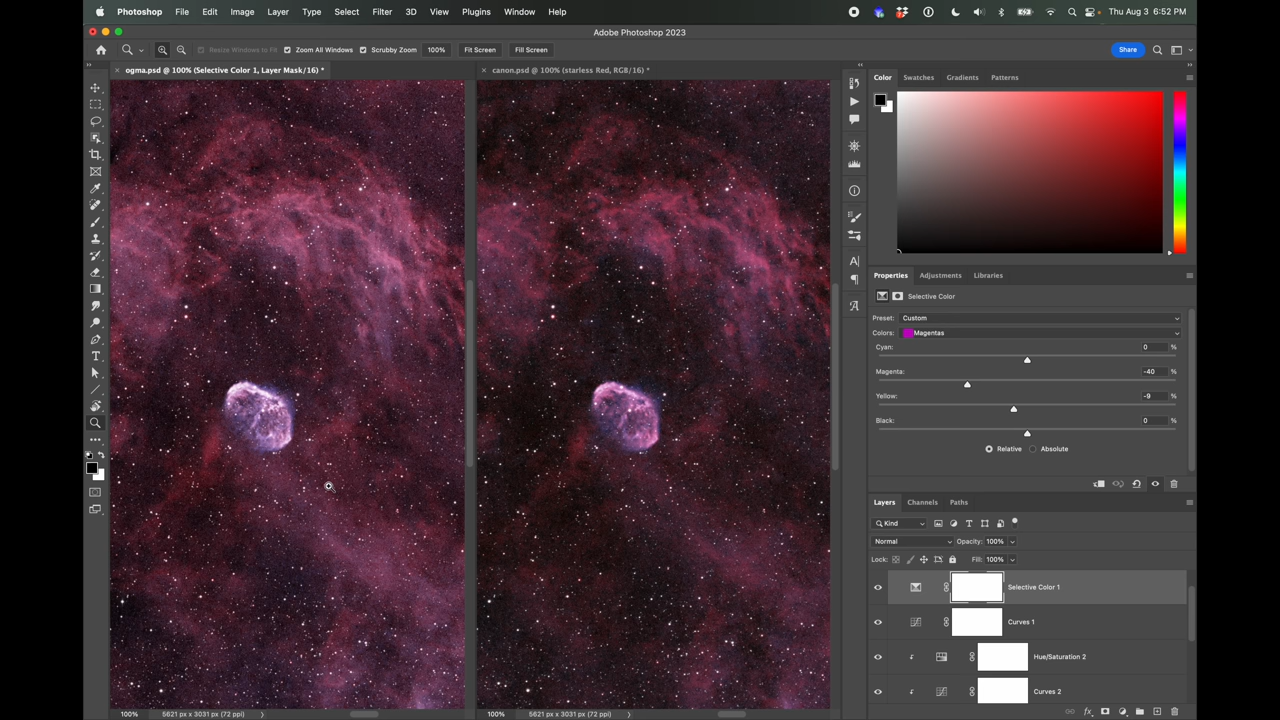 Photoshop File Edit Image Layer Type Select Filter 3D View Plugins Window Help Thu Aug 3 6:52 PM
Adobe Photoshop 2023
Resize Windows to Fit Zoom All Windows Scrubby Zoom 100% Fit Screen Fill Screen Share
ogma.psd @ 100% (Selective Color 1, Layer Mask/16) * canon.psd @ 100% (starless Red, RGB/16) *
Color Swatches Gradients Patterns
Properties Adjustments Libraries
Selective Color
Preset: Custom
Colors: Magentas
Cyan: 0 %
Magenta: -40 %
Yellow: -9 %
Black: 0 %
Relative Absolute
Layers Channels Paths
Kind
Normal Opacity: 100%
Lock: Fill: 100%
Selective Color 1
Curves 1
Hue/Saturation 2
Curves 2
100% 5621 px x 3031 px (72 ppi) 100% 5621 px x 3031 px (72 ppi)